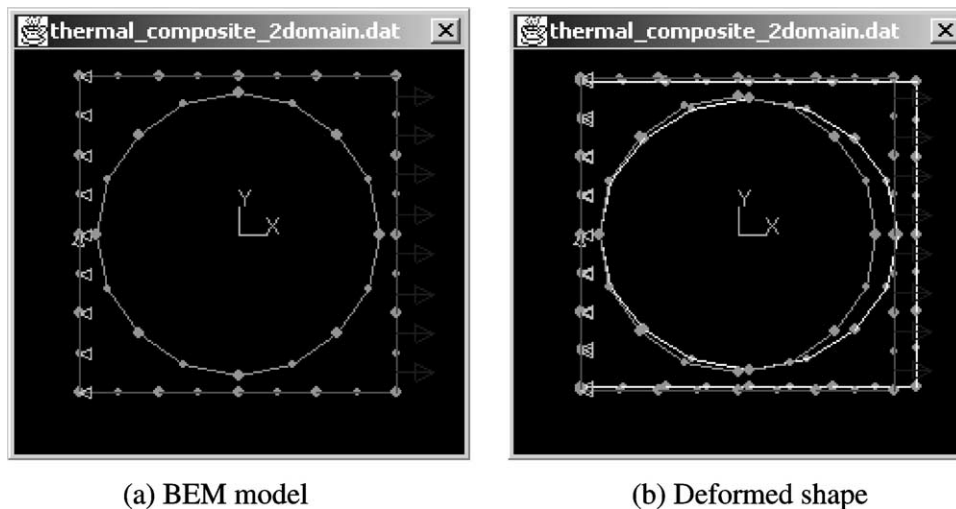 thermal_composite_2domain.dat
Y
X
(a) BEM model
thermal_composite_2domain.dat
Y
X
(b) Deformed shape